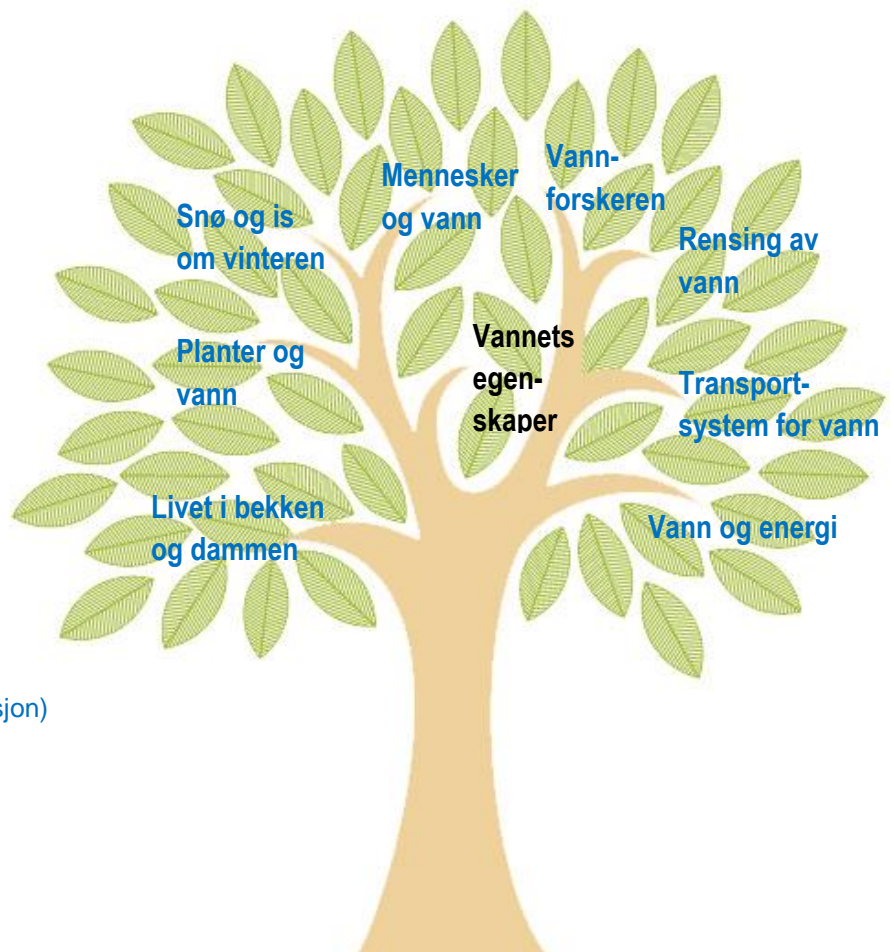 Mennesker
og vann
Vann-
forskeren
Snø og is
om vinteren
Rensing av
vann
Planter og
vann
Vannets
egen-
skaper
Transport-
system for vann
Livet i bekken
og dammen
Vann og energi
sjon)